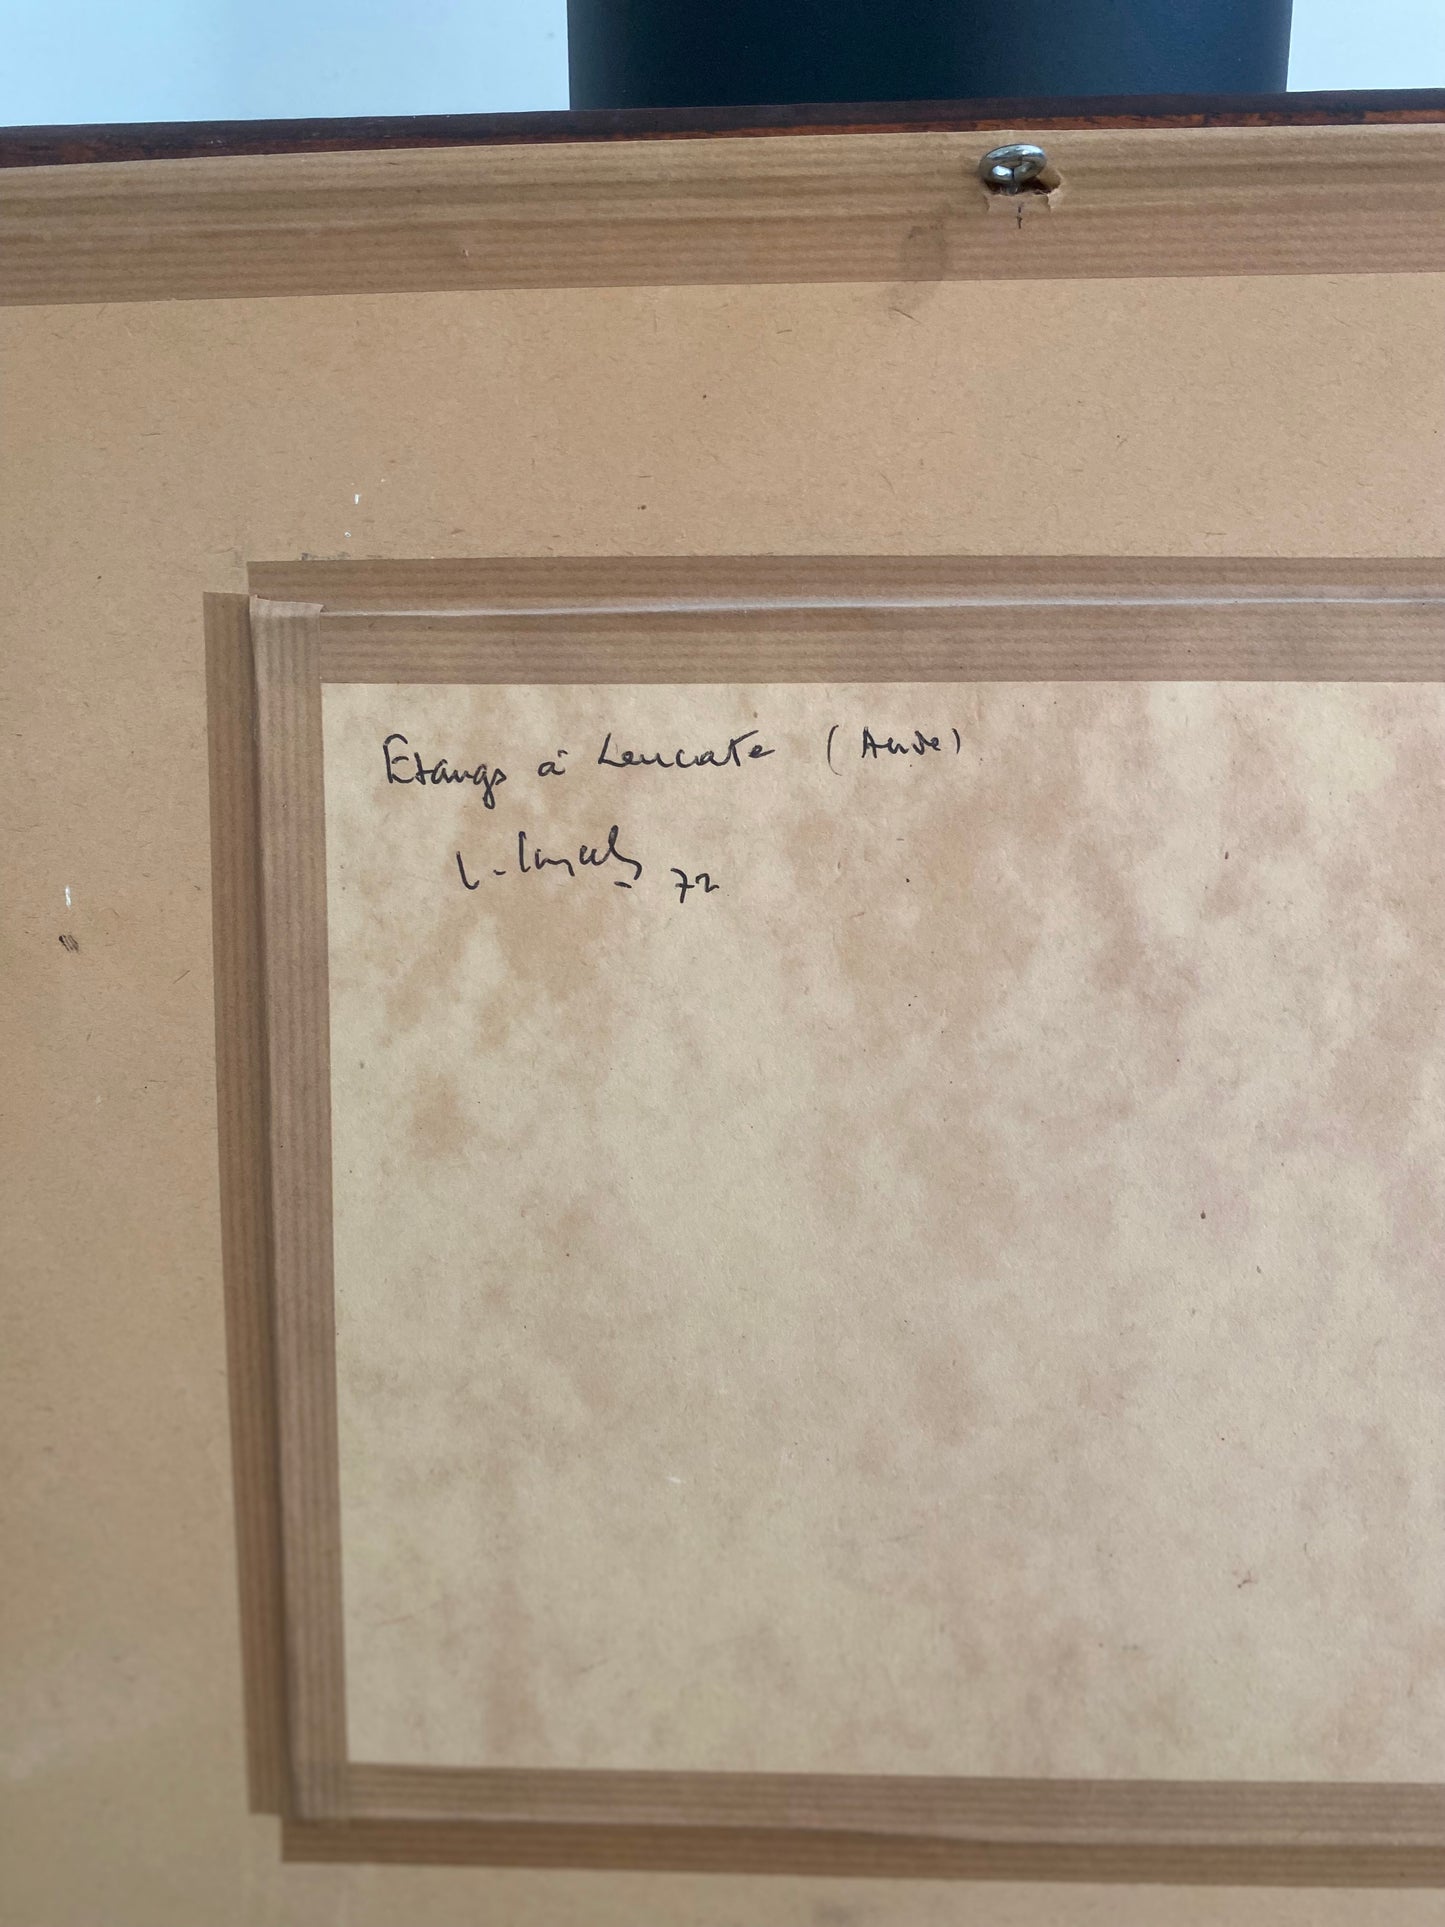 Etangs à Leucate (Aude)
72